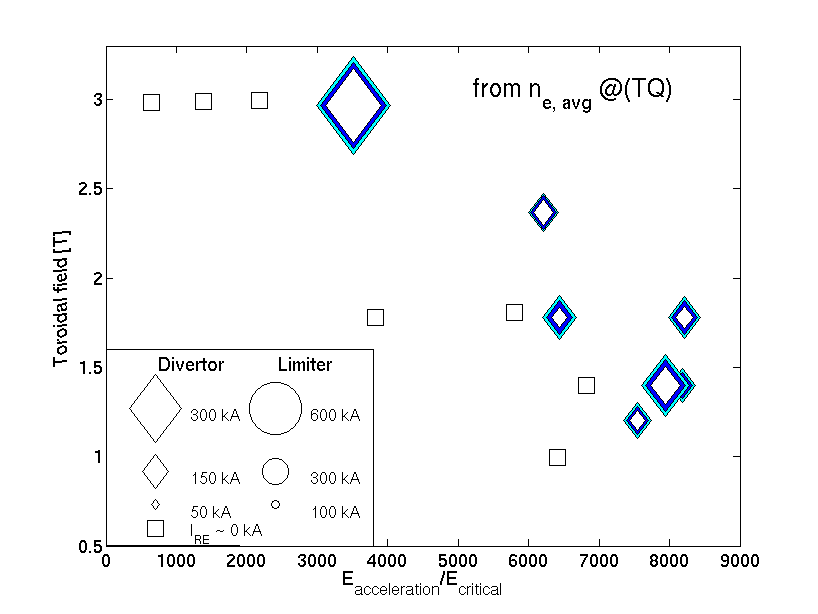 from n_e, avg @(TQ)
3
2.5
2
1.5
1
0.5
Toroidal field [T]
Divertor Limiter
300 kA 600 kA
150 kA 300 kA
50 kA 100 kA
I_RE ~ 0 kA
0 1000 2000 3000 4000 5000 6000 7000 8000 9000
E_acceleration/E_critical